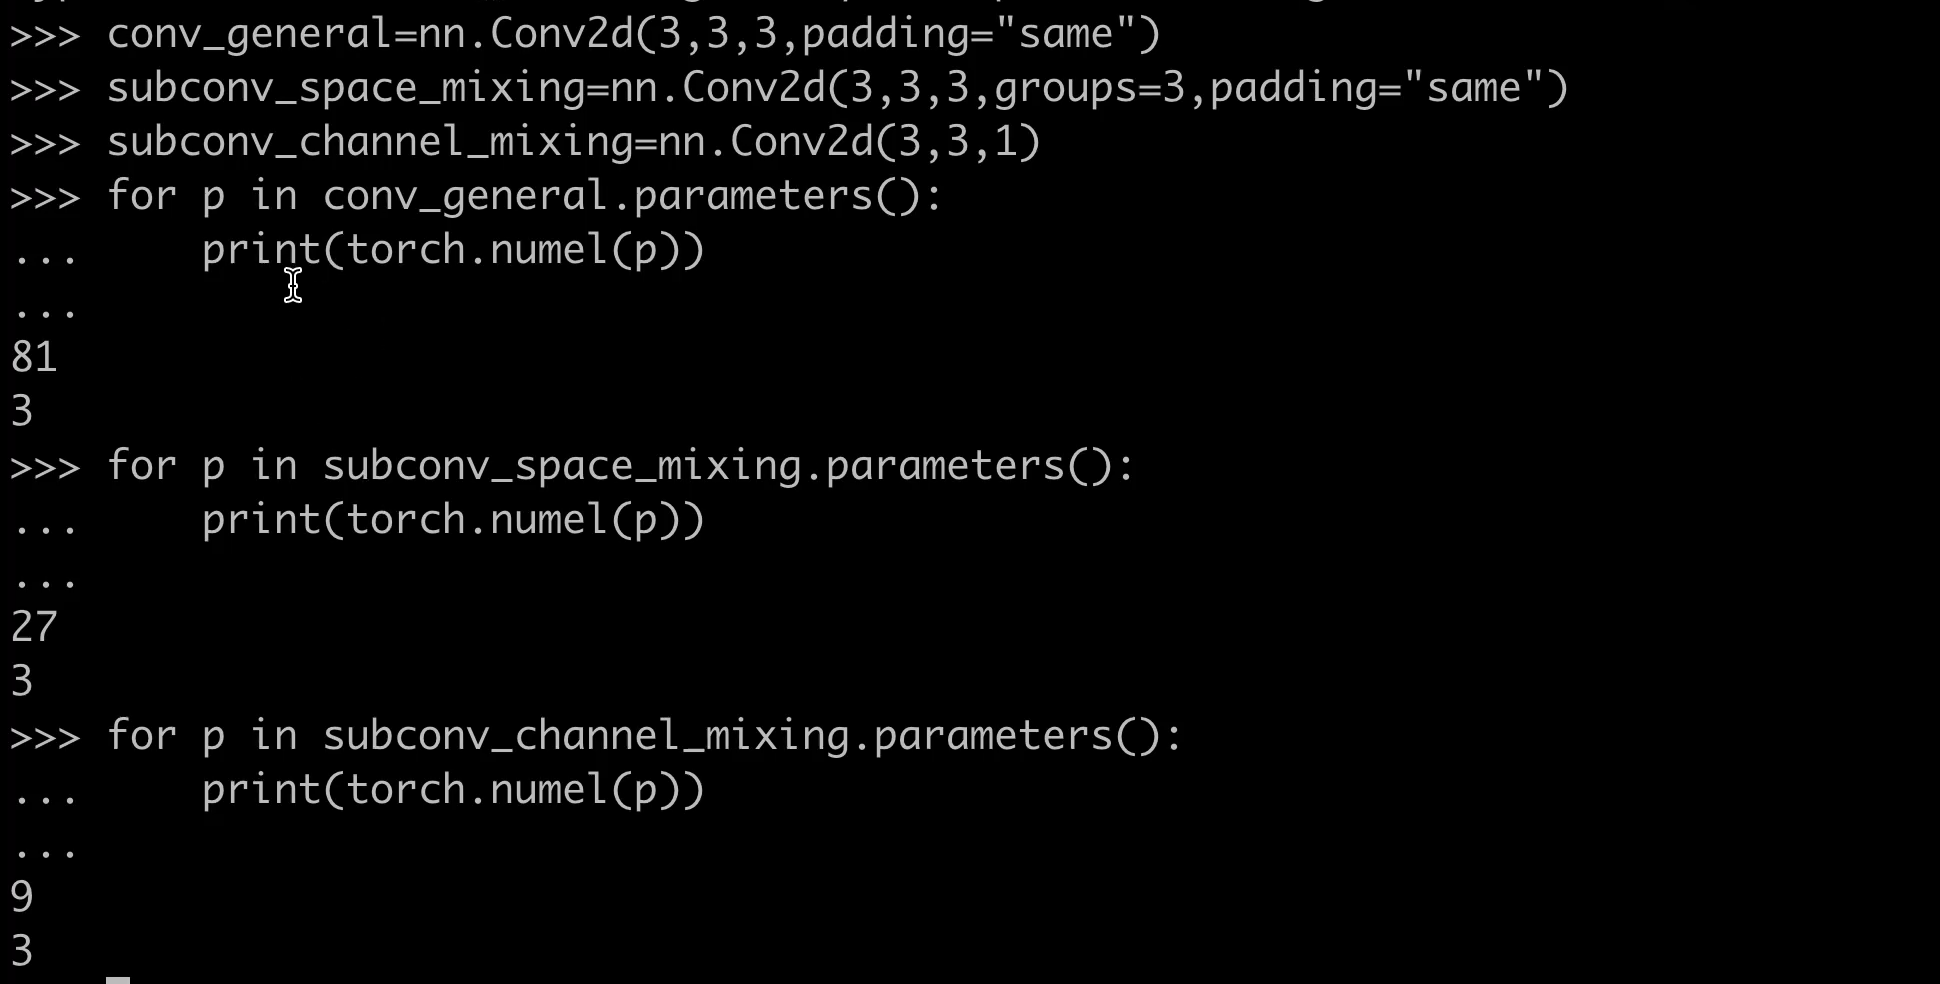 >>> conv_general=nn.Conv2d(3,3,3,padding="same")
>>> subconv_space_mixing=nn.Conv2d(3,3,3,groups=3,padding="same")
>>> subconv_channel_mixing=nn.Conv2d(3,3,1)
>>> for p in conv_general.parameters():
...     print(torch.numel(p))
...
81
3
>>> for p in subconv_space_mixing.parameters():
...     print(torch.numel(p))
...
27
3
>>> for p in subconv_channel_mixing.parameters():
...     print(torch.numel(p))
...
9
3